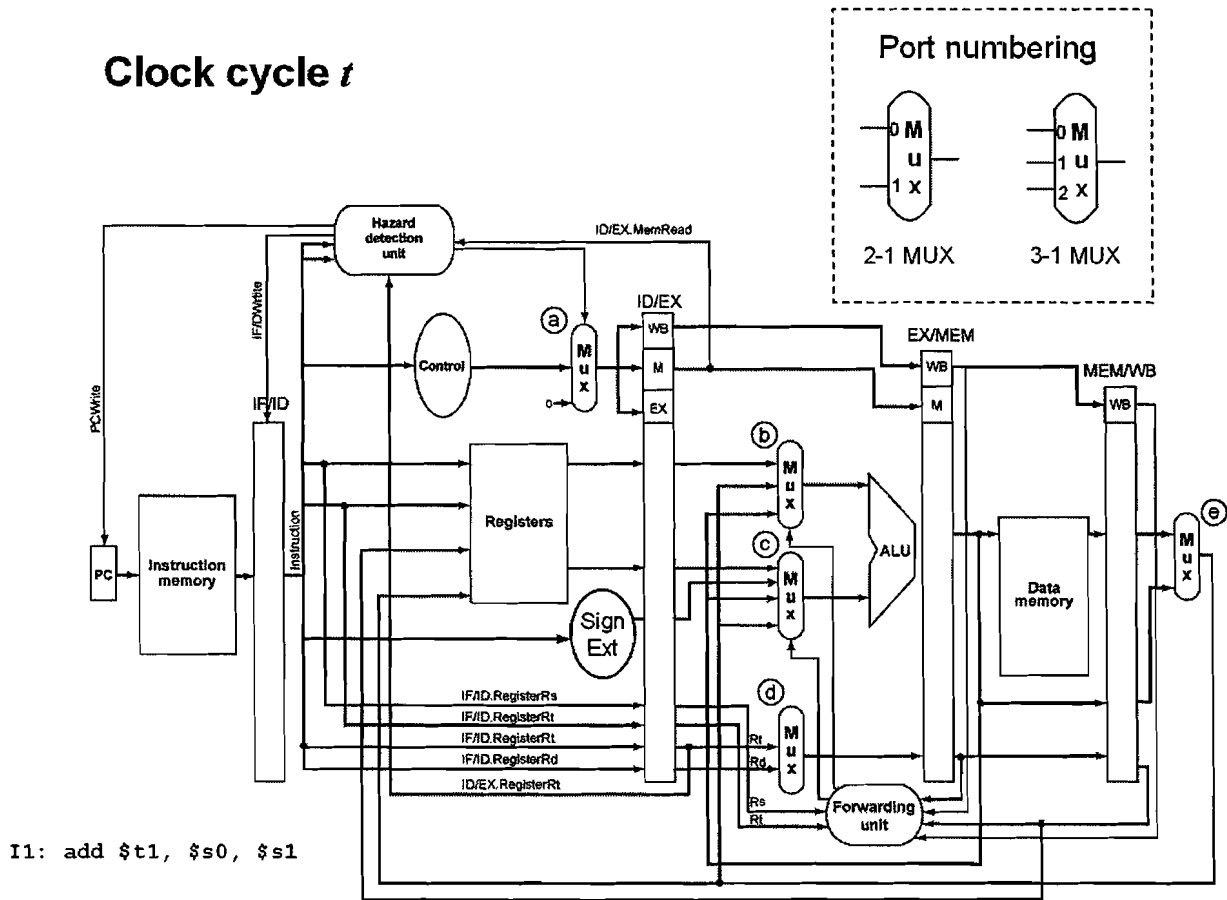 Clock cycle t
Port numbering
0 M
u
1 x
0 M
1 u
2 x
2-1 MUX
3-1 MUX
Hazard
detection
unit
ID/EX.MemRead
ID/EX
a
WB
M
EX
M
u
x
0
Control
EX/MEM
WB
M
MEM/WB
WB
PCWrite
IF/DWrtite
IF/ID
b
M
u
x
c
M
u
x
ALU
e
M
u
x
PC
Instruction
memory
Instruction
Registers
Data
memory
Sign
Ext
d
M
u
x
IF/ID.RegisterRs
IF/ID.RegisterRt
IF/ID.RegisterRt
IF/ID.RegisterRd
ID/EX.RegisterRt
Rt
Rd
Rs
Rt
Forwarding
unit
I1: add $t1, $s0, $s1